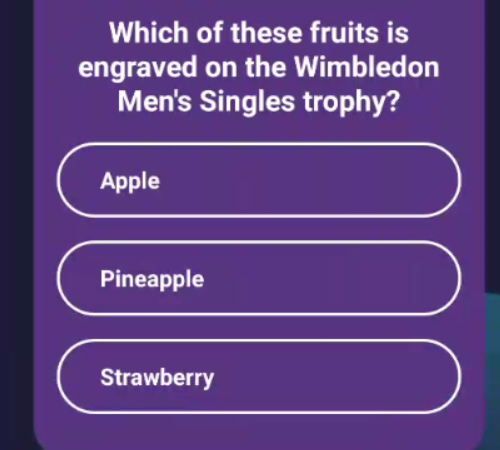 Which of these fruits is
engraved on the Wimbledon
Men's Singles trophy?
Apple
Pineapple
Strawberry